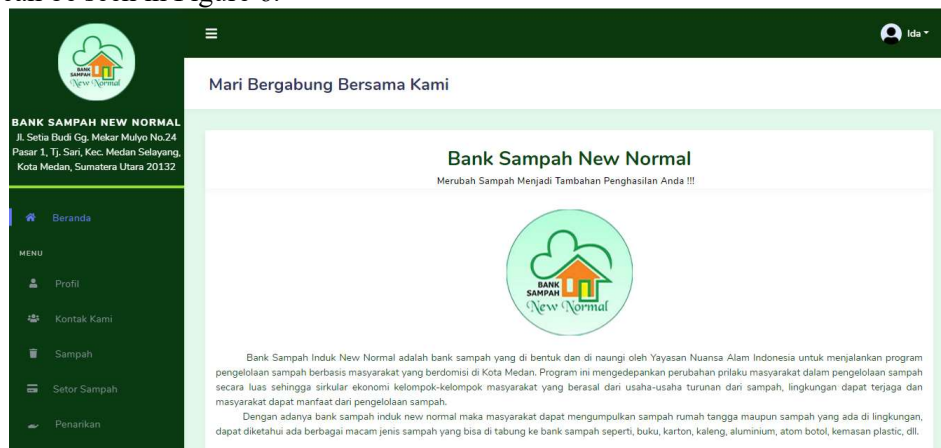 BANK
SAMPAH
New Normal
BANK SAMPAH NEW NORMAL
Jl. Setia Budi Gg. Mekar Mulyo No.24
Pasar 1, Tj. Sari, Kec. Medan Selayang,
Kota Medan, Sumatera Utara 20132
Beranda
MENU
Profil
Kontak Kami
Sampah
Setor Sampah
Penarikan
Ida
Mari Bergabung Bersama Kami
Bank Sampah New Normal
Merubah Sampah Menjadi Tambahan Penghasilan Anda !!!
BANK
SAMPAH
New Normal
Bank Sampah Induk New Normal adalah bank sampah yang di bentuk dan di naungi oleh Yayasan Nuansa Alam Indonesia untuk menjalankan program
pengelolaan sampah berbasis masyarakat yang berdomisi di Kota Medan. Program ini mengedepankan perubahan prilaku masyarakat dalam pengelolaan sampah
secara luas sehingga sirkular ekonomi kelompok-kelompok masyarakat yang berasal dari usaha-usaha turunan dari sampah, lingkungan dapat terjaga dan
masyarakat dapat manfaat dari pengelolaan sampah.
Dengan adanya bank sampah induk new normal maka masyarakat dapat mengumpulkan sampah rumah tangga maupun sampah yang ada di lingkungan,
dapat diketahui ada berbagai macam jenis sampah yang bisa di tabung ke bank sampah seperti, buku, karton, kaleng, aluminium, atom botol, kemasan plastic, dll.